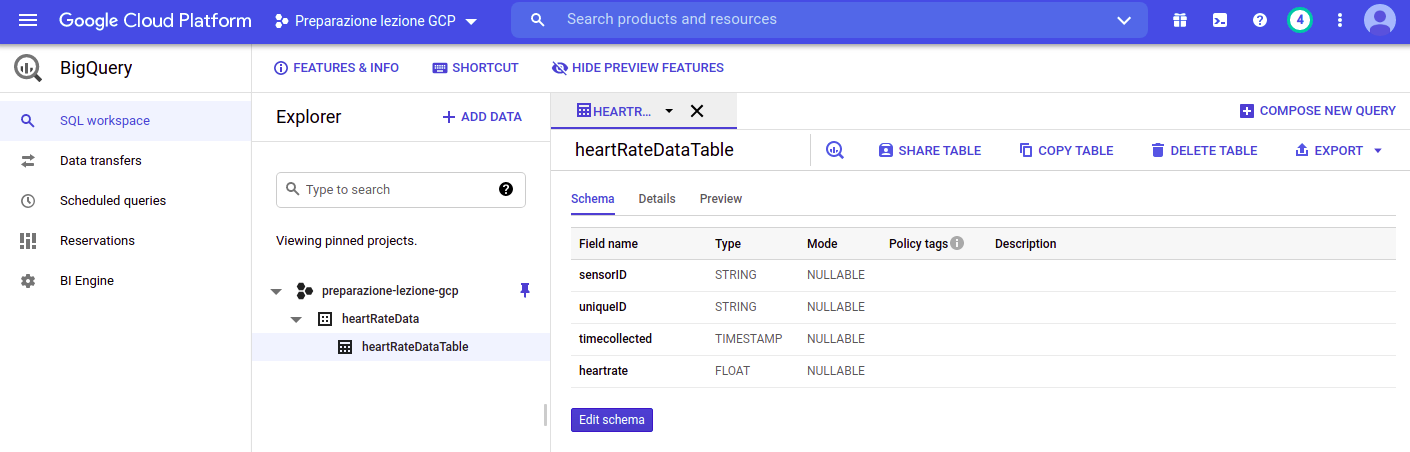 Google Cloud Platform
Preparazione lezione GCP
Search products and resources
4
BigQuery
FEATURES & INFO
SHORTCUT
HIDE PREVIEW FEATURES
SQL workspace
Data transfers
Scheduled queries
Reservations
BI Engine
Explorer
ADD DATA
Type to search
Viewing pinned projects.
preparazione-lezione-gcp
heartRateData
heartRateDataTable
HEARTR...
COMPOSE NEW QUERY
heartRateDataTable
SHARE TABLE
COPY TABLE
DELETE TABLE
EXPORT
Schema Details Preview
Field name Type Mode Policy tags Description
sensorID STRING NULLABLE
uniqueID STRING NULLABLE
timecollected TIMESTAMP NULLABLE
heartrate FLOAT NULLABLE
Edit schema